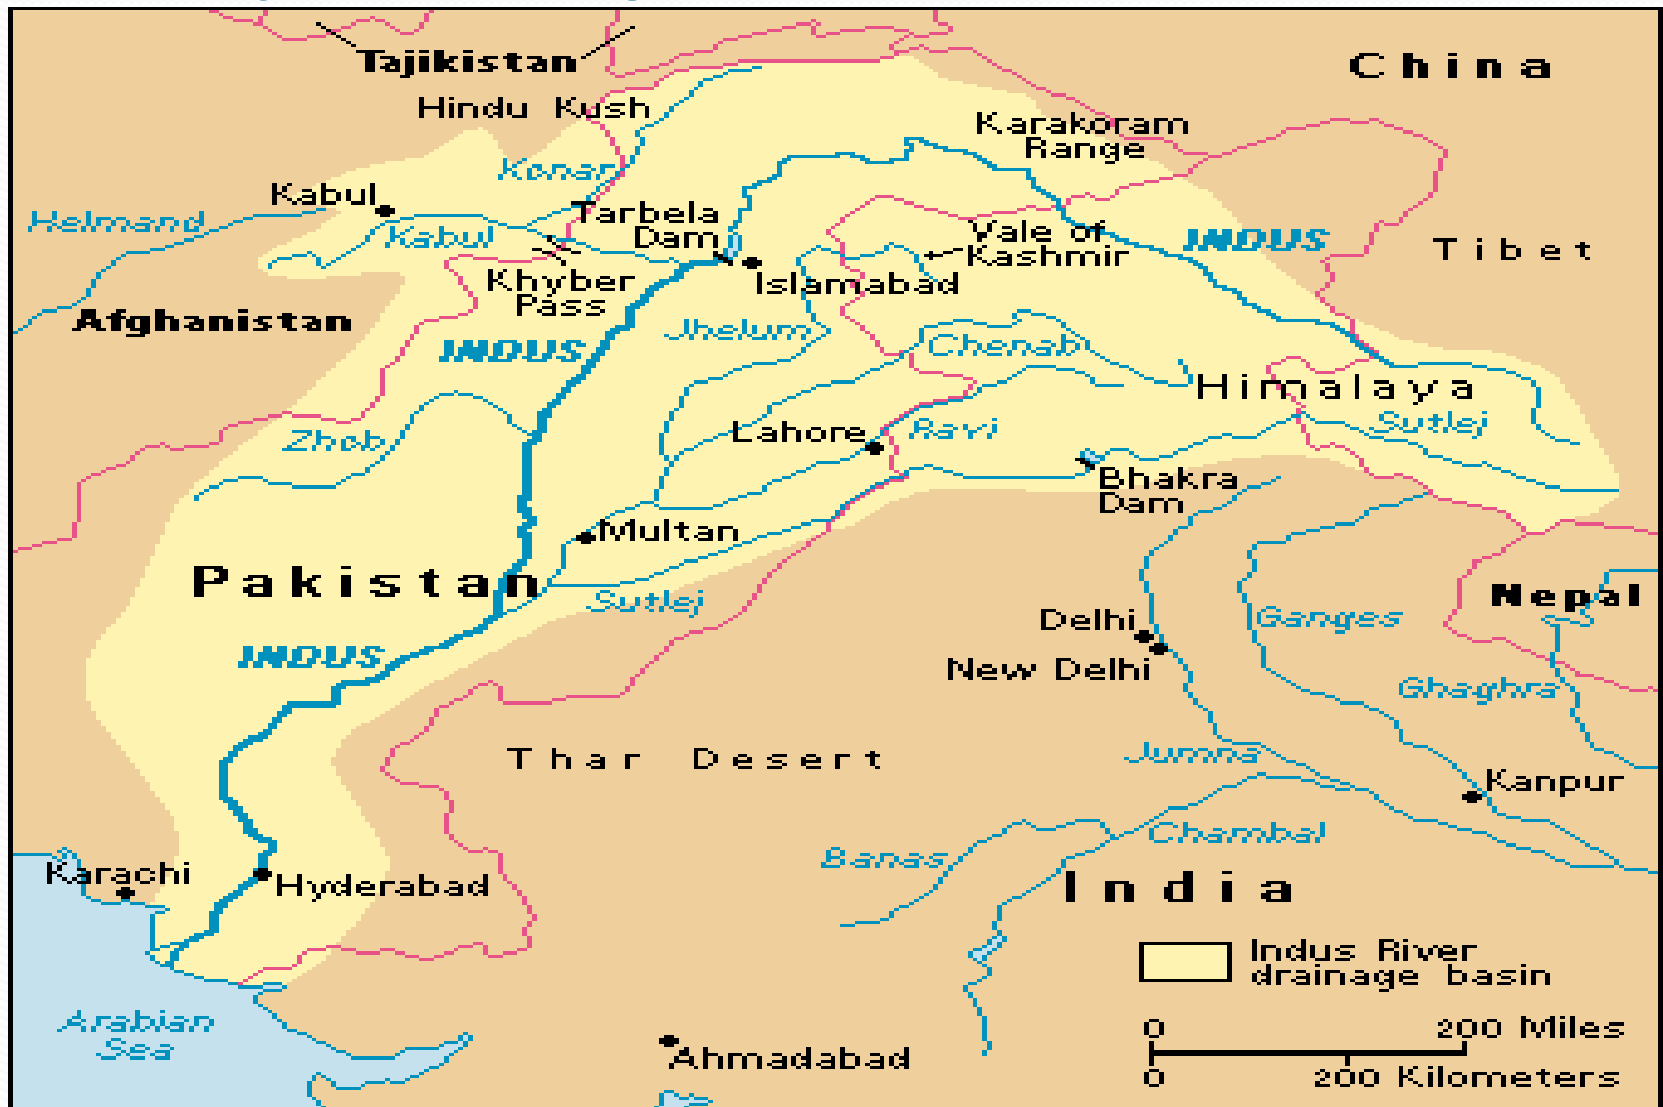 Tajikistan
China
Hindu Kush
Karakoram
Range
Konar
Kabul
Helmand
Kabul
Tarbela
Dam
Vale of
Kashmir
INDUS
Tibet
Khyber
Pass
Islamabad
Afghanistan
INDUS
Jhelum
Chenab
Himalaya
Zhob
Lahore
Ravi
Sutlej
Bhakra
Dam
Multan
Pakistan
Sutlej
Nepal
Delhi
Ganges
INDUS
New Delhi
Ghaghra
Thar Desert
Jumna
Kanpur
Chambal
Banas
Karachi
Hyderabad
India
Indus River
drainage basin
Arabian
Sea
0 200 Miles
Ahmadabad
0 200 Kilometers